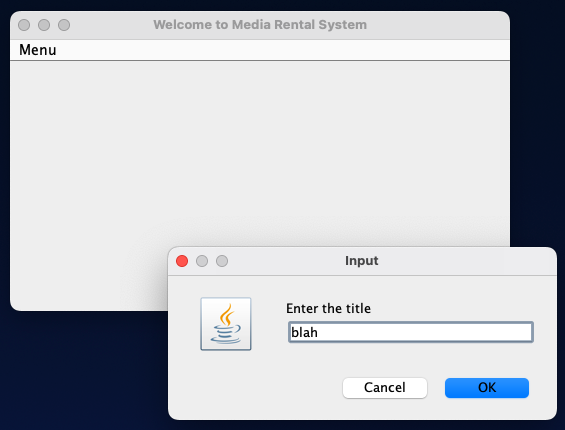 Welcome to Media Rental System
Menu
Input
Enter the title
blah
Cancel
OK